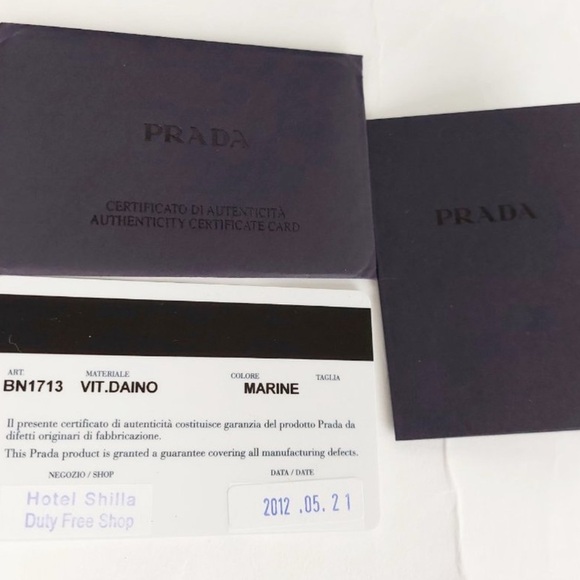 PRADA
CERTIFICATO DI AUTENTICITÀ
AUTHENTICITY CERTIFICATE CARD
PRADA
ART. MATERIALE COLORE TAGLIA
BN1713 VIT.DAINO MARINE
Il presente certificato di autenticità costituisce garanzia del prodotto Prada da
difetti originari di fabbricazione.
This Prada product is granted a guarantee covering all manufacturing defects.
NEGOZIO / SHOP DATA / DATE
Hotel Shilla
Duty Free Shop
2012 .05. 21